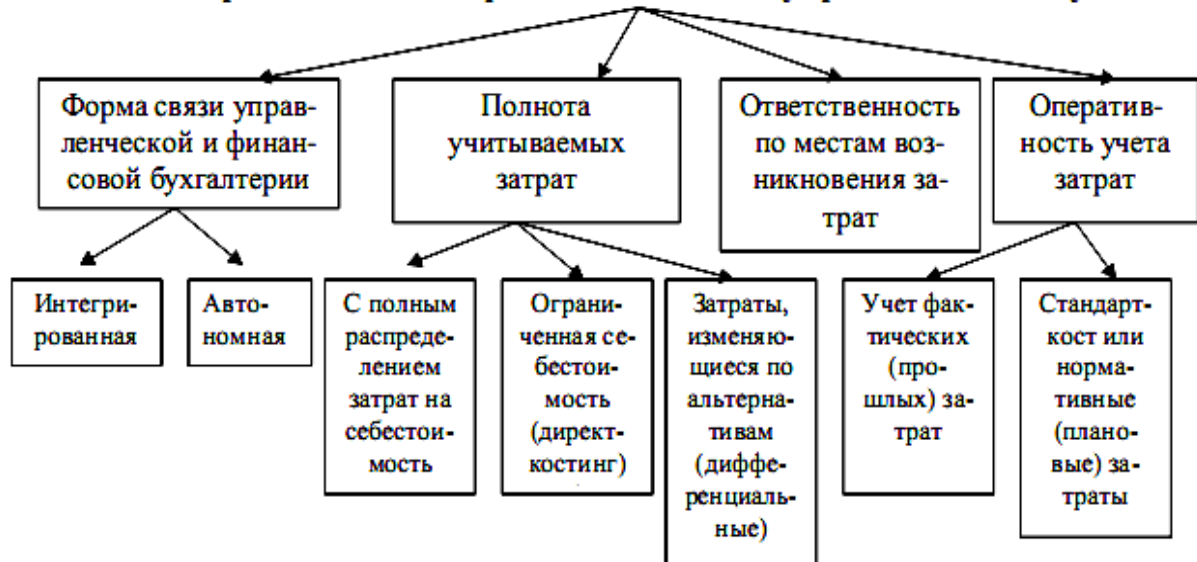 Форма связи управ-
ленческой и финан-
совой бухгалтерии
Полнота
учитываемых
затрат
Ответственность
по местам воз-
никновения за-
трат
Оператив-
ность учета
затрат
Интегри-
рованная
Авто-
номная
С полным
распреде-
лением
затрат на
себестои-
мость
Ограни-
ченная се-
бестои-
мость
(директ-
костинг)
Затраты,
изменяю-
щиеся по
альтерна-
тивам
(диффе-
ренциаль-
ные)
Учет фак-
тических
(про-
шлых) за-
трат
Стандарт-
кост или
норма-
тивные
(плано-
вые) за-
траты